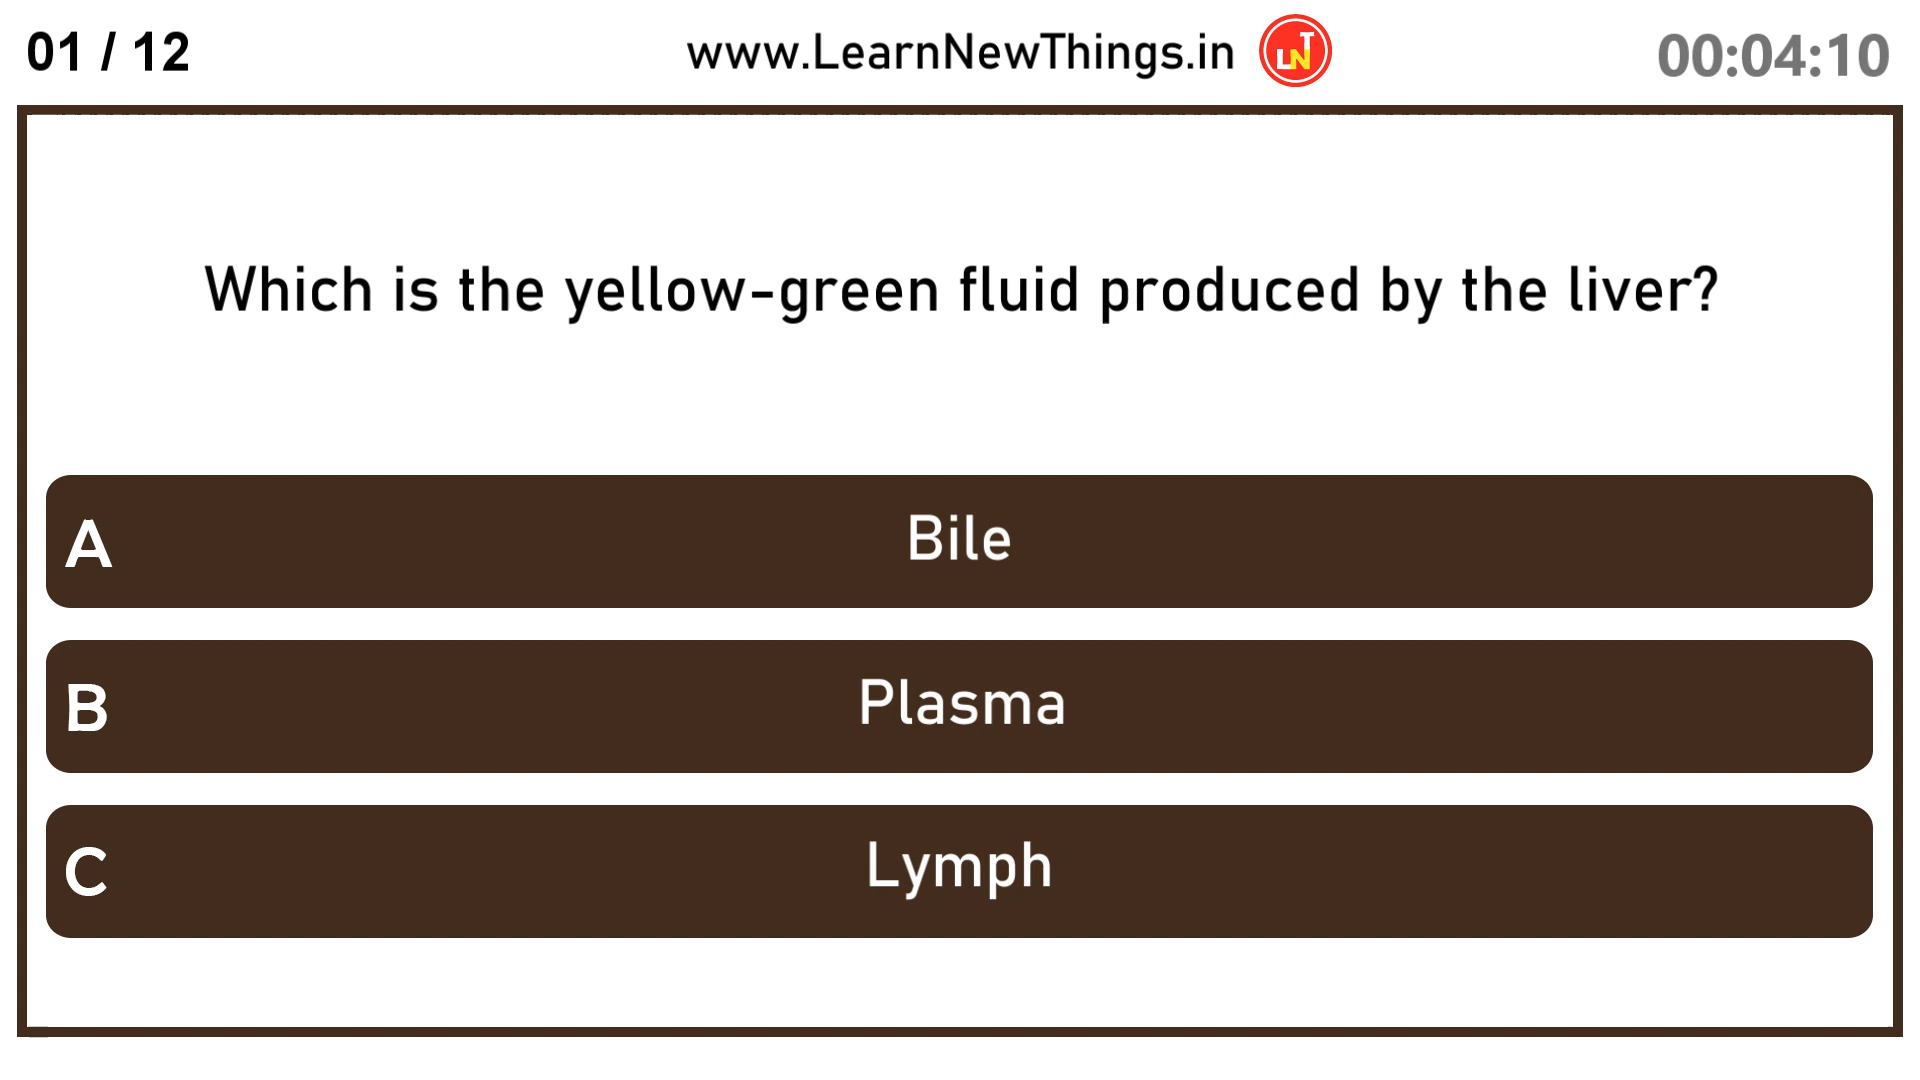 01 / 12
www.LearnNewThings.in
LNT
00:04:10
Which is the yellow-green fluid produced by the liver?
A Bile
B Plasma
C Lymph